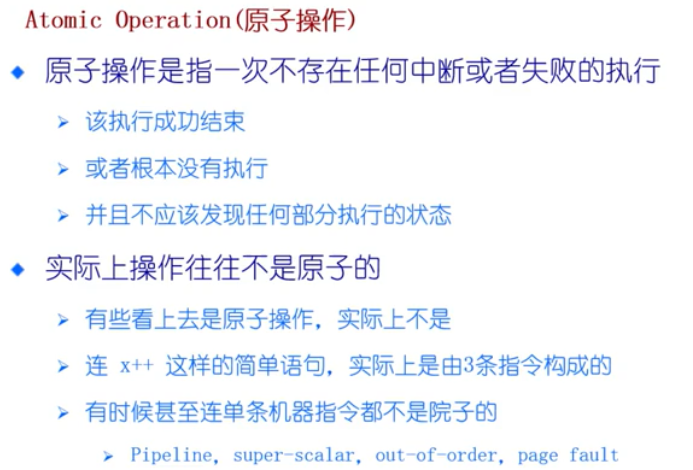 Atomic Operation(原子操作)
原子操作是指一次不存在任何中断或者失败的执行
该执行成功结束
或者根本没有执行
并且不应该发现任何部分执行的状态
实际上操作往往不是原子的
有些看上去是原子操作，实际上不是
连 x++ 这样的简单语句，实际上是由3条指令构成的
有时候甚至连单条机器指令都不是院子的
Pipeline, super-scalar, out-of-order, page fault